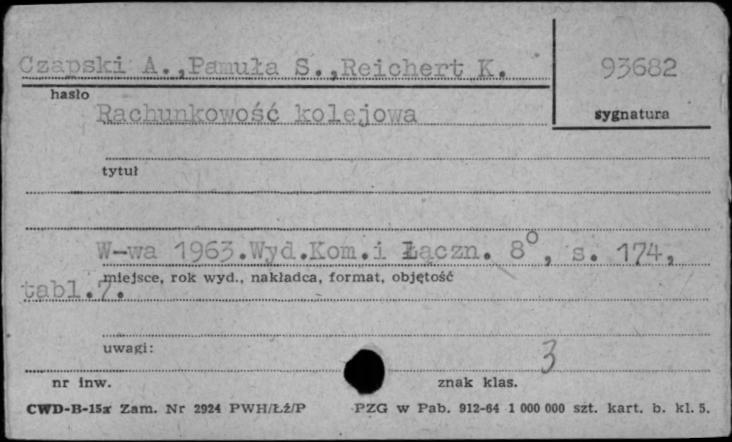 Czapski A.,Pamuła S.,Reichert K.
93682
hasło
sygnatura
Rachunkowość kolejowa
tytuł
W-wa 1963.Wyd.Kom.i Łączn. 8°, s. 174,
miejsce, rok wyd., nakładca, format, objętość
tabl.7.
uwagi:
3
nr inw.
znak klas.
CWD-B-15a Zam. Nr 2924 PWH/Łź/P PZG w Pab. 912-64 1 000 000 szt. kart. b. kl. 5.